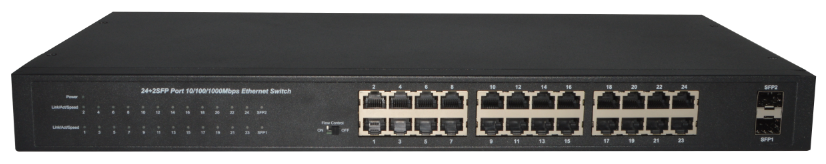 24+2SFP Port 10/100/1000Mbps Ethernet Switch
Power
Link/Act/Speed
2 4 6 8 10 12 14 16 18 20 22 24 SFP2
Link/Act/Speed
1 3 5 7 9 11 13 15 17 19 21 23 SFP1
Flow Control
ON OFF
2 4 6 8 10 12 14 16 18 20 22 24 SFP2
1 3 5 7 9 11 13 15 17 19 21 23 SFP1